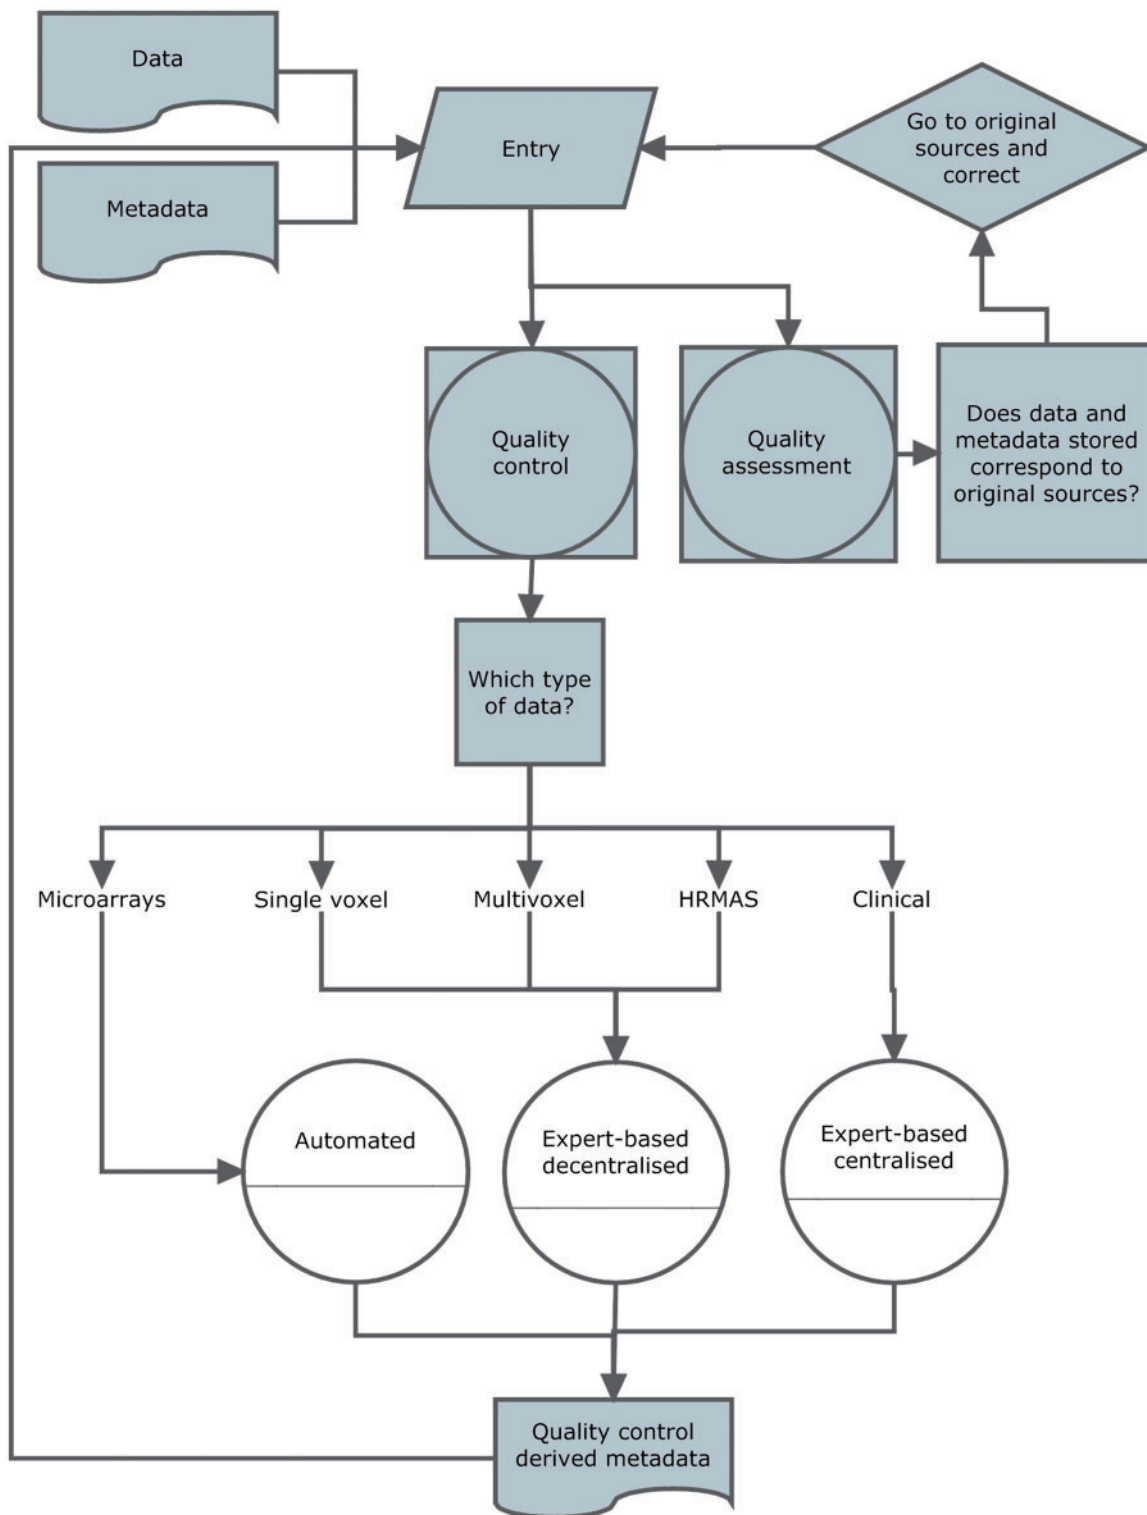 Data
Metadata
Entry
Go to original
sources and
correct
Quality
control
Quality
assessment
Does data and
metadata stored
correspond to
original sources?
Which type
of data?
Microarrays
Single voxel
Multivoxel
HRMAS
Clinical
Automated
Expert-based
decentralised
Expert-based
centralised
Quality control
derived metadata